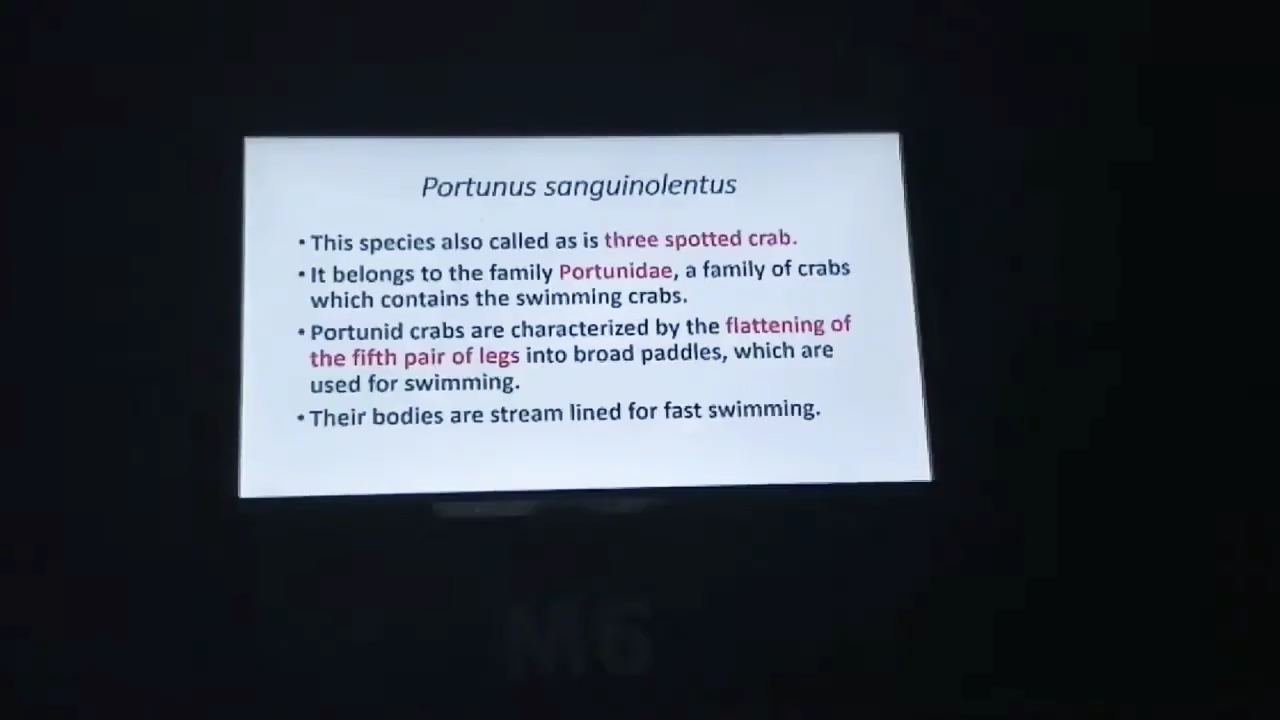 Portunus sanguinolentus
• This species also called as is three spotted crab.
• It belongs to the family Portunidae, a family of crabs
which contains the swimming crabs.
• Portunid crabs are characterized by the flattening of
the fifth pair of legs into broad paddles, which are
used for swimming.
• Their bodies are stream lined for fast swimming.
M6